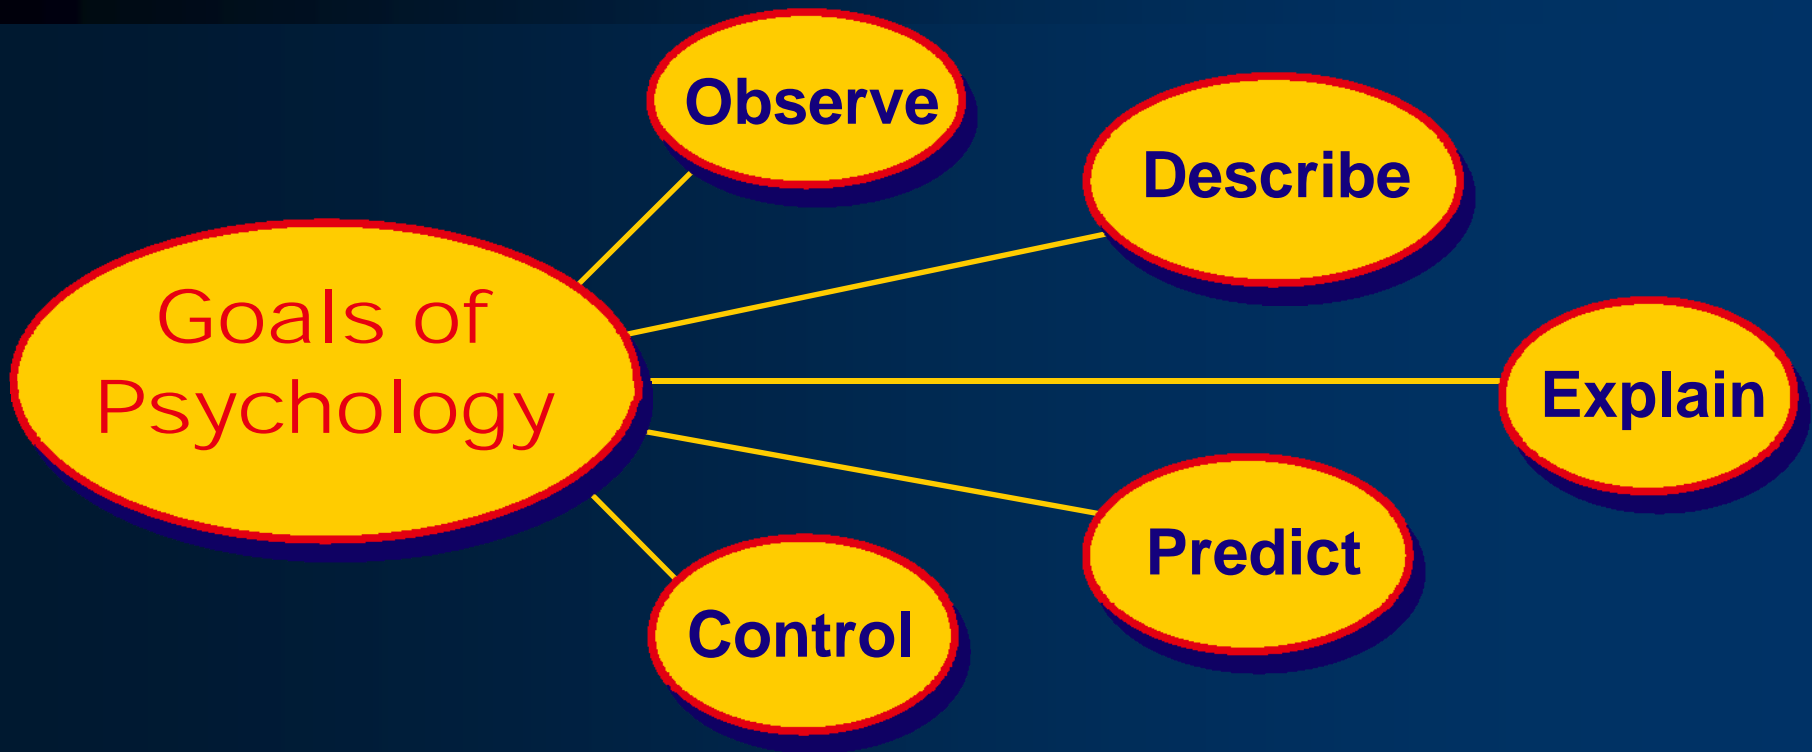 Observe
Describe
Goals of
Psychology
Explain
Predict
Control